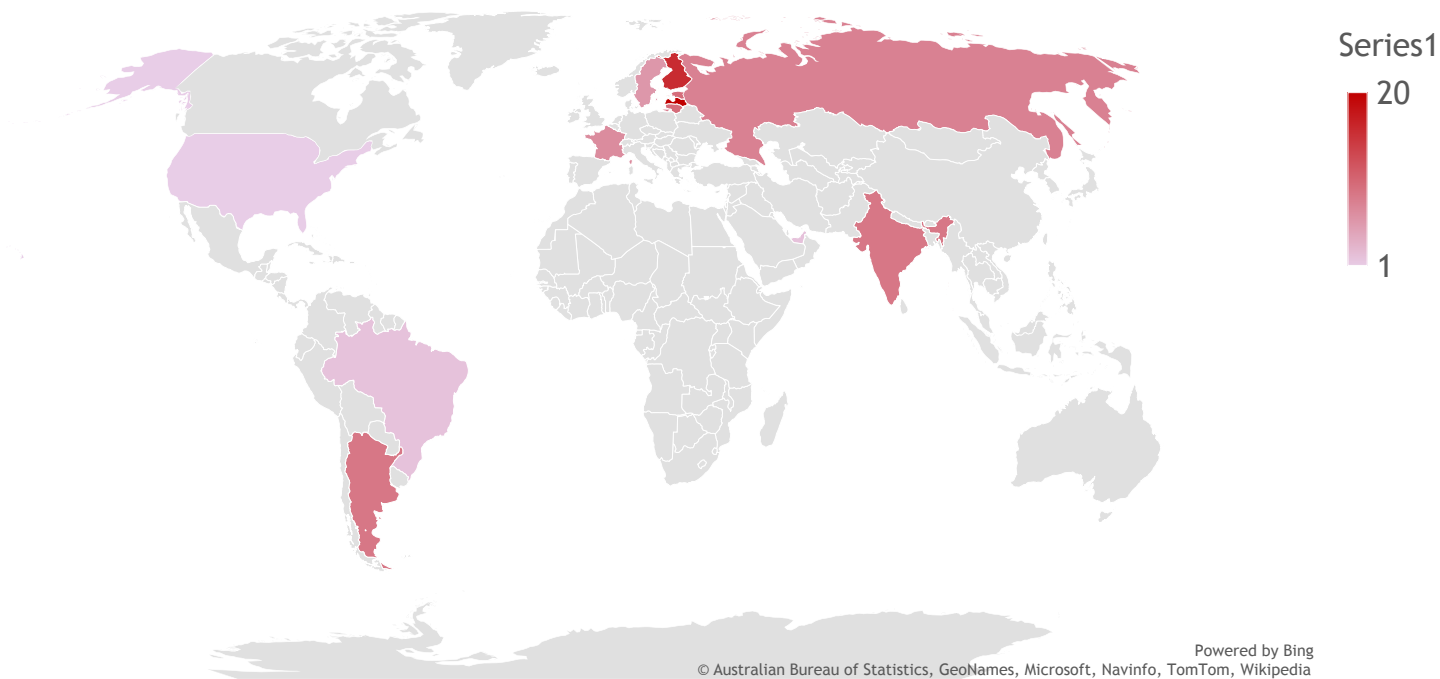 Series1
20
1
Powered by Bing
© Australian Bureau of Statistics, GeoNames, Microsoft, Navinfo, TomTom, Wikipedia